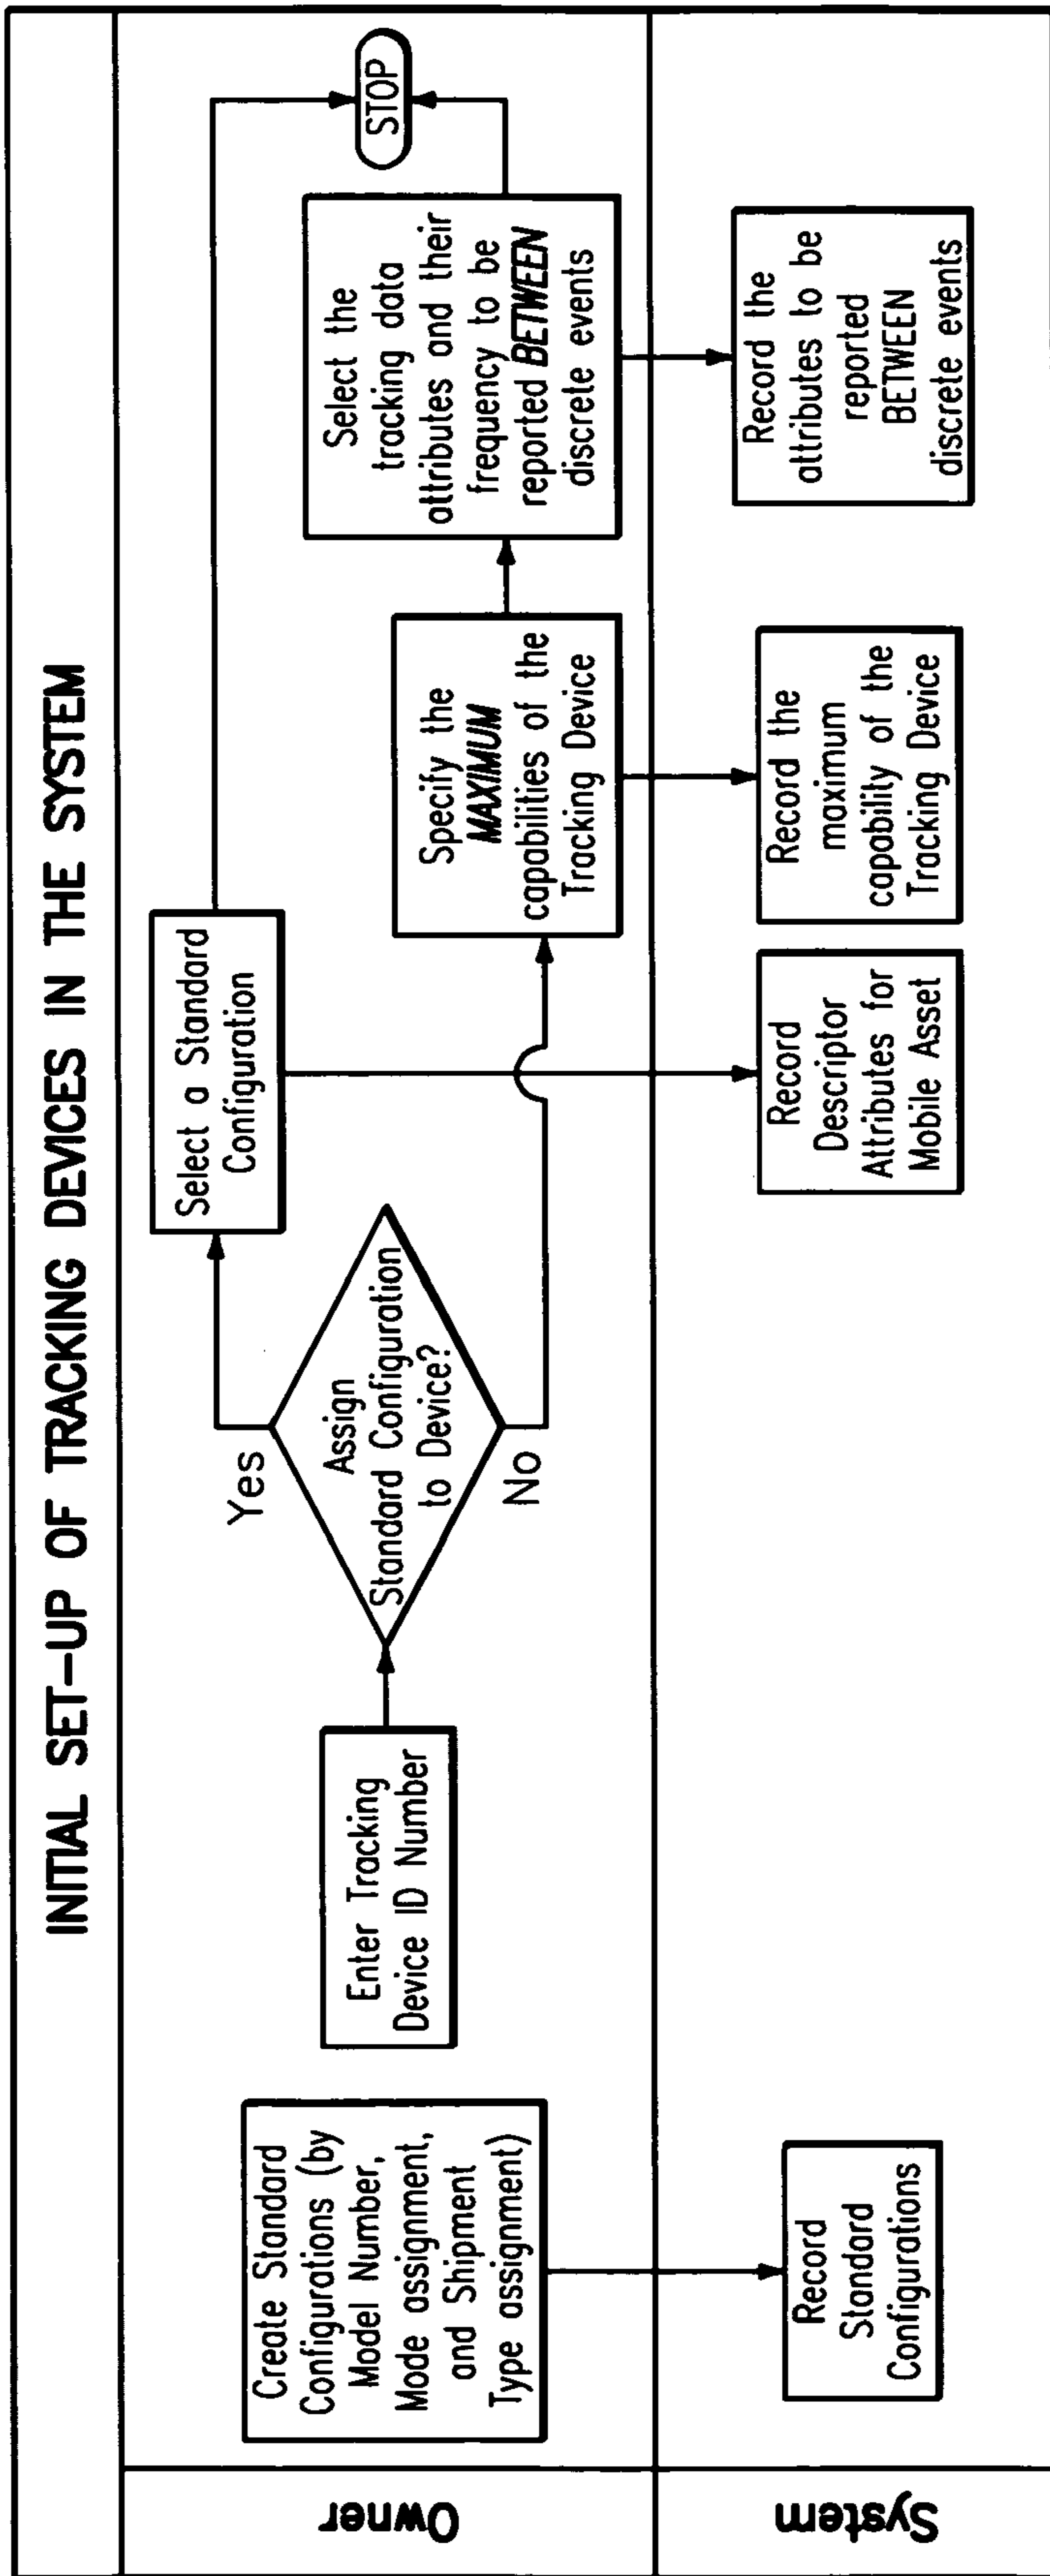 INITIAL SET-UP OF TRACKING DEVICES IN THE SYSTEM
Owner
Create Standard
Configurations (by
Model Number,
Mode assignment,
and Shipment
Type assignment)
Enter Tracking
Device ID Number
Assign
Standard Configuration
to Device?
Yes
No
Select a Standard
Configuration
Specify the
MAXIMUM
capabilities of the
Tracking Device
Select the
tracking data
attributes and their
frequency to be
reported BETWEEN
discrete events
STOP
System
Record
Standard
Configurations
Record
Descriptor
Attributes for
Mobile Asset
Record the
maximum
capability of the
Tracking Device
Record the
attributes to be
reported
BETWEEN
discrete events